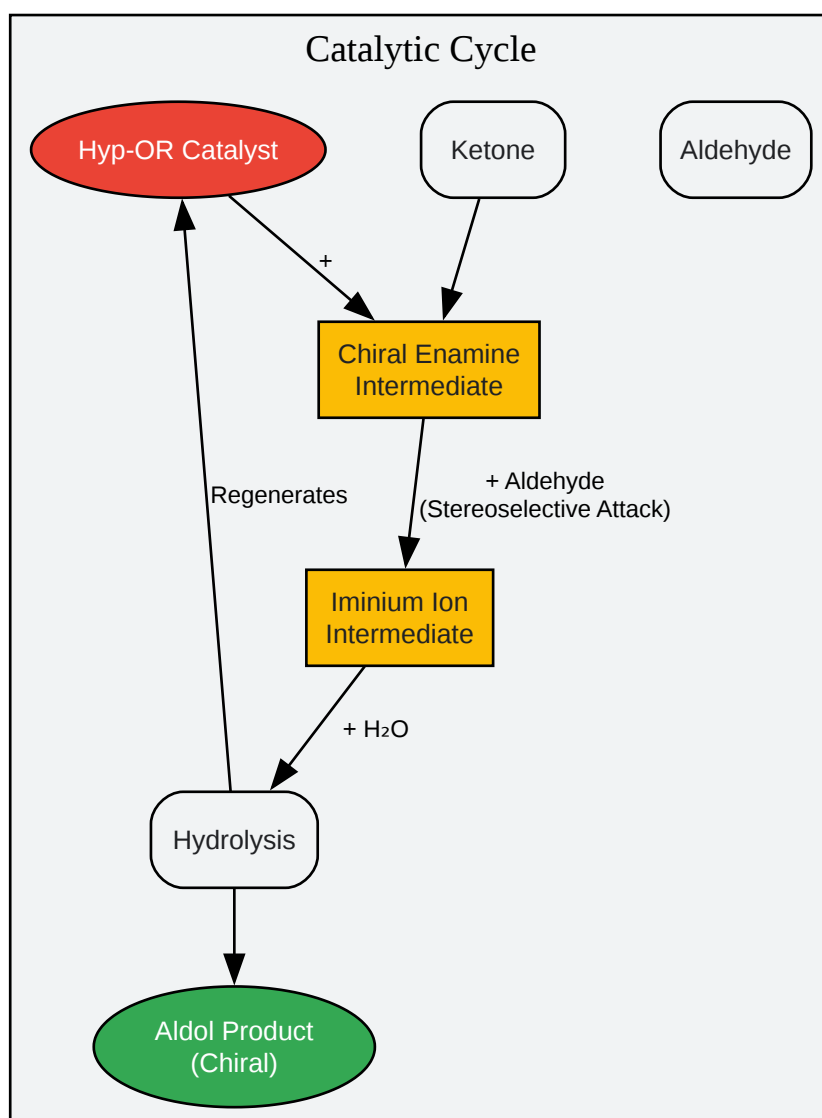 Catalytic Cycle
Hyp-OR Catalyst
Ketone
Aldehyde
+
Chiral Enamine
Intermediate
+ Aldehyde
(Stereoselective Attack)
Regenerates
Iminium Ion
Intermediate
+ H₂O
Hydrolysis
Aldol Product
(Chiral)